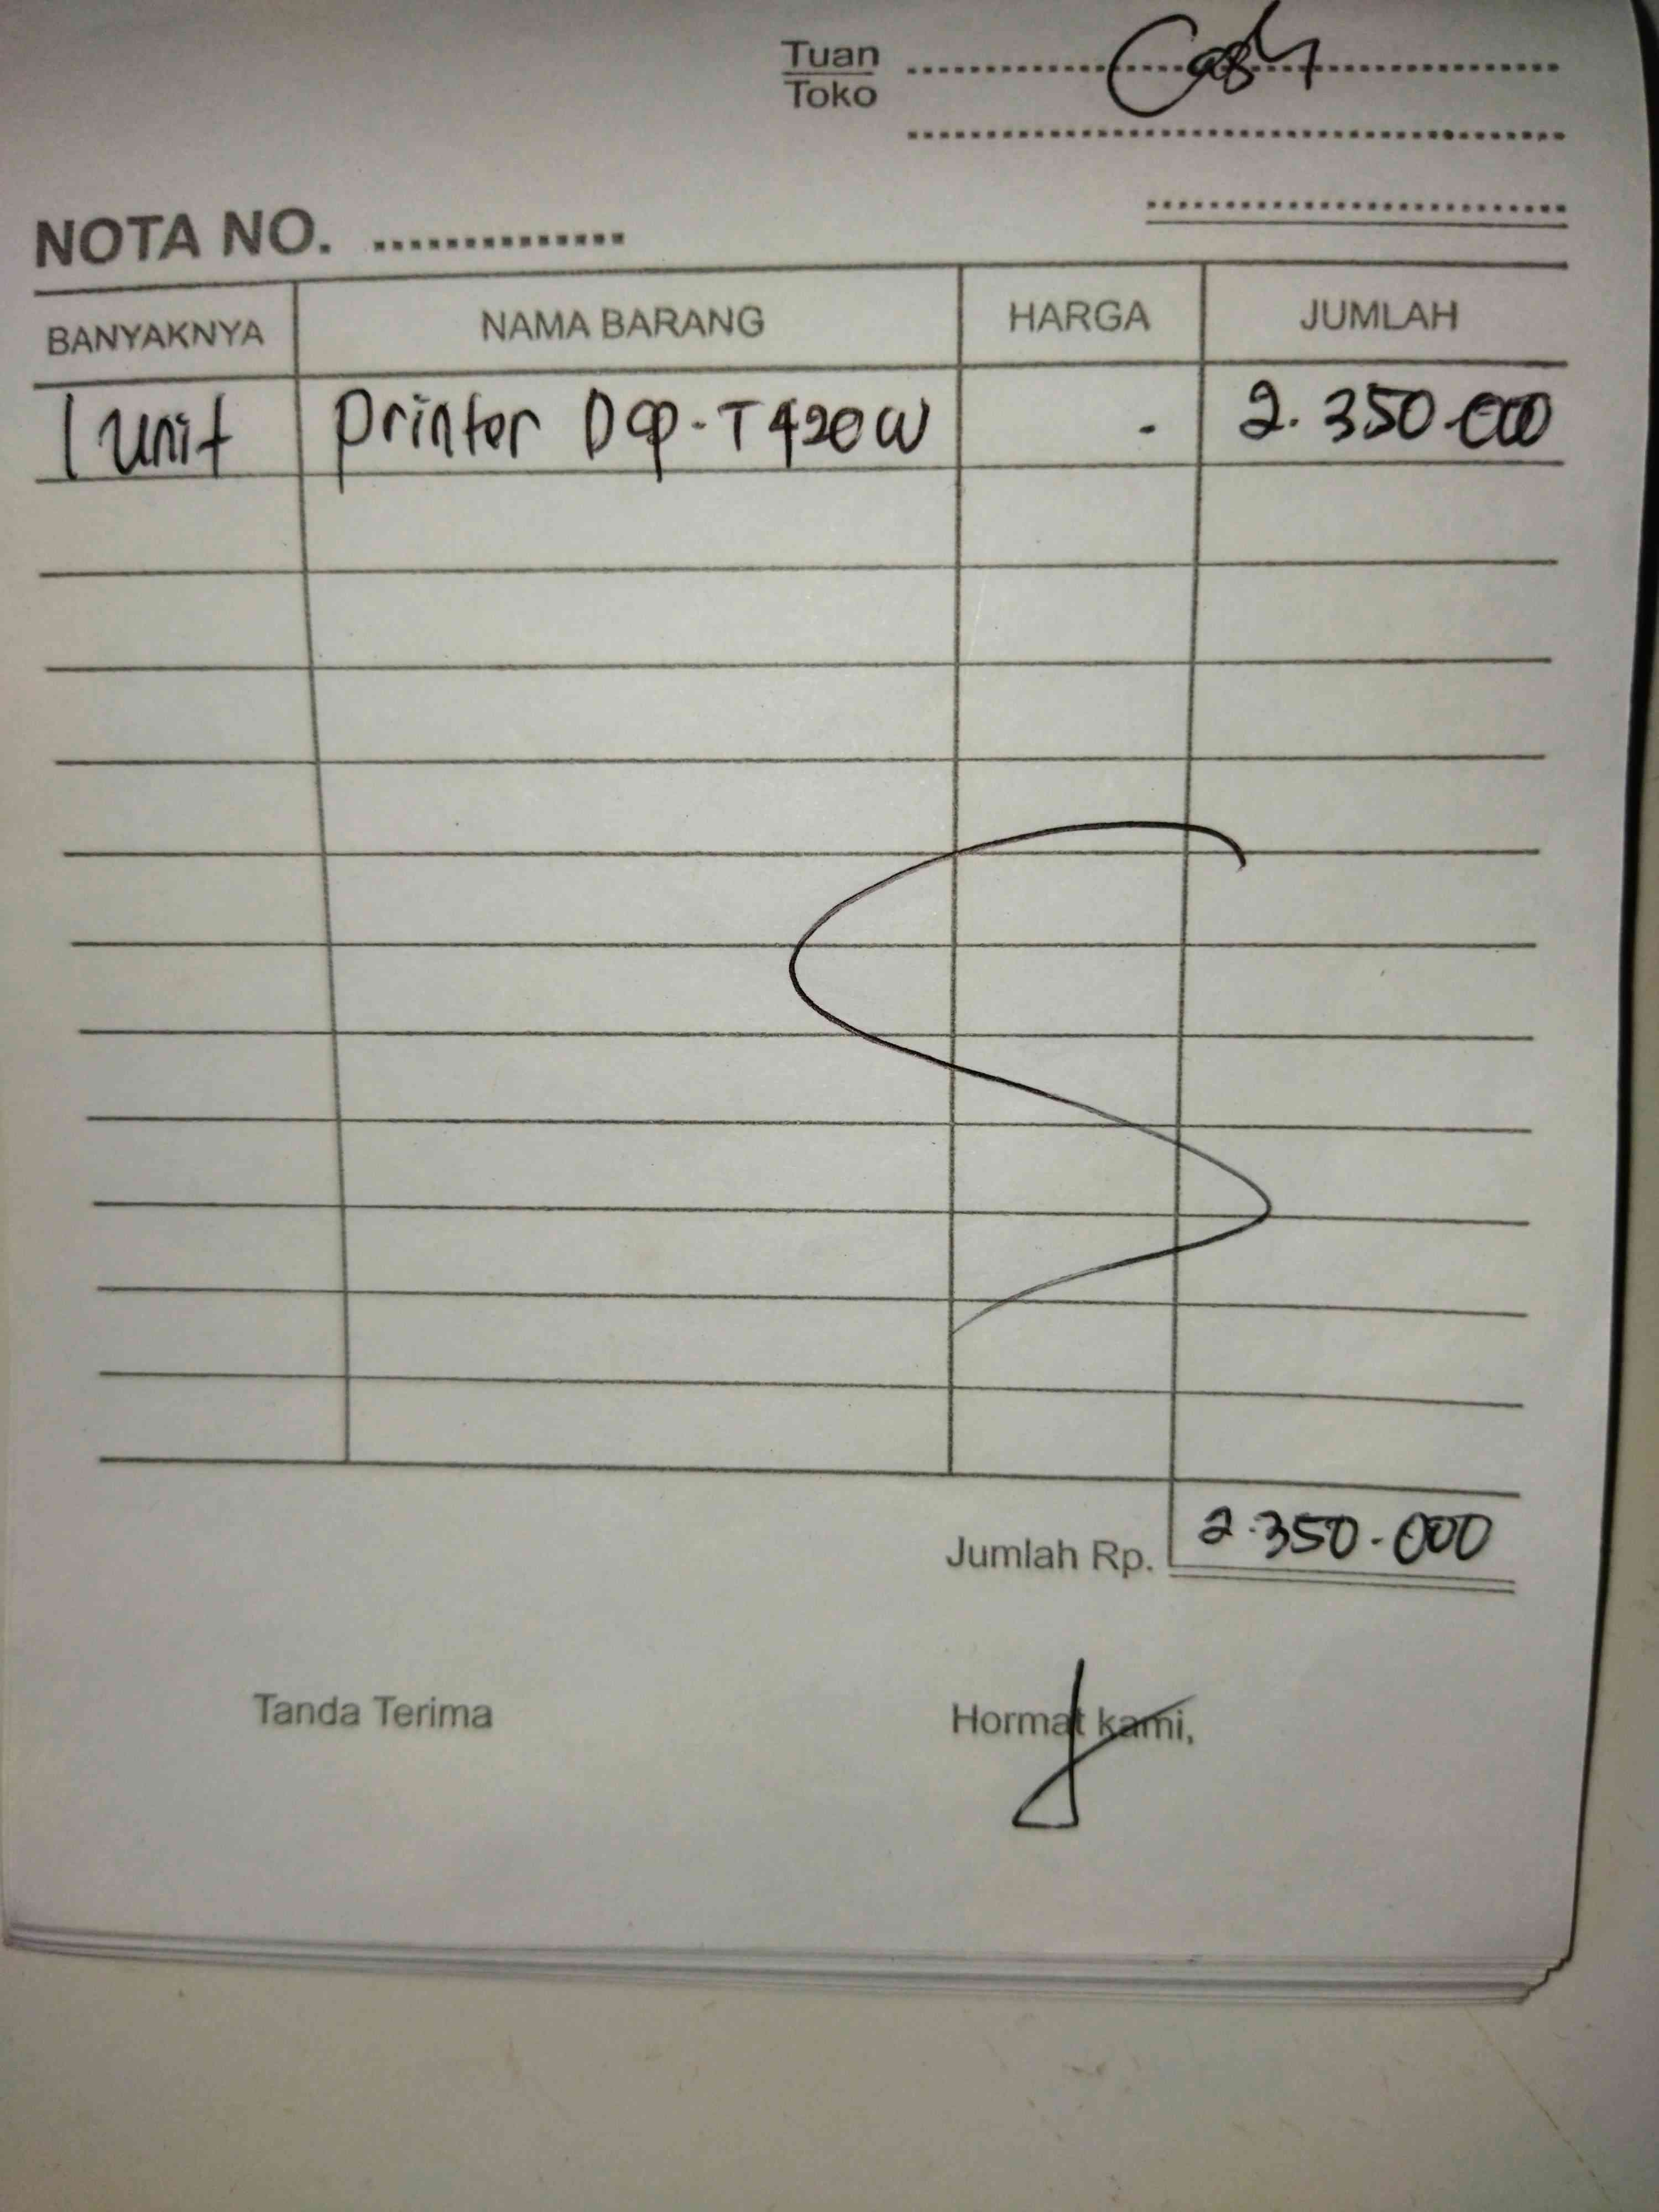 Tuan
Toko
Cash
NOTA NO. ..............
BANYAKNYA NAMA BARANG HARGA JUMLAH
1 unit Printer Dcp-T420W - 2.350.000
Jumlah Rp. 2.350.000
Tanda Terima Hormat kami,